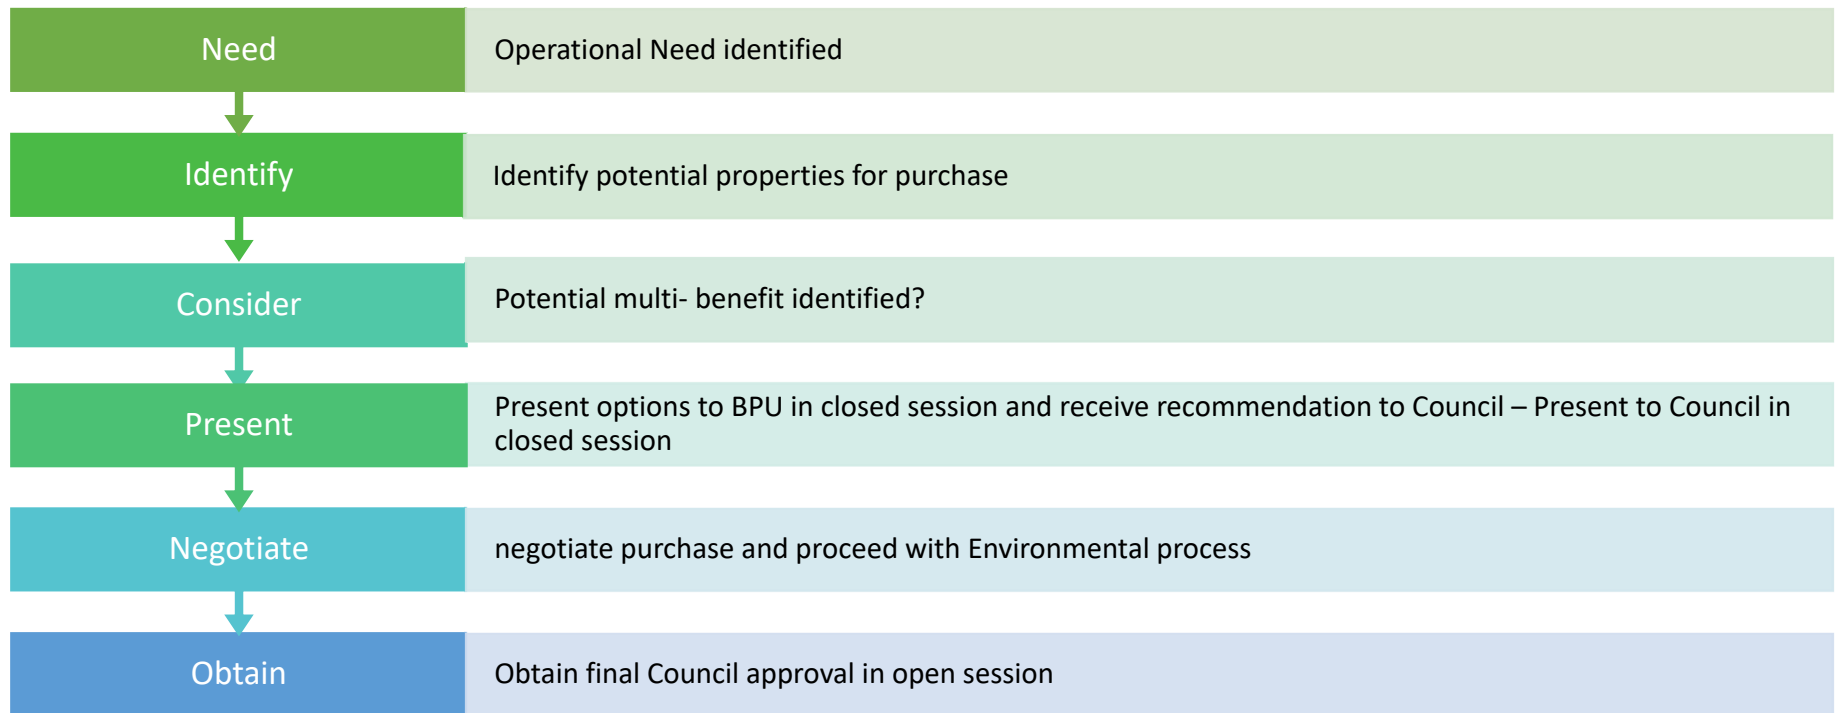 Need
Operational Need identified
Identify
Identify potential properties for purchase
Consider
Potential multi- benefit identified?
Present
Present options to BPU in closed session and receive recommendation to Council – Present to Council in
closed session
Negotiate
negotiate purchase and proceed with Environmental process
Obtain
Obtain final Council approval in open session